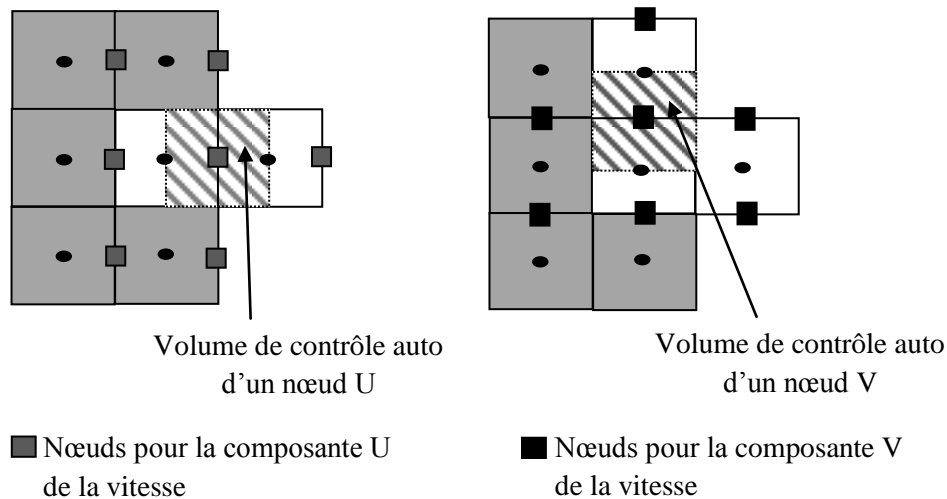 Volume de contrôle auto
d’un nœud U
Volume de contrôle auto
d’un nœud V
Nœuds pour la composante U
de la vitesse
Nœuds pour la composante V
de la vitesse